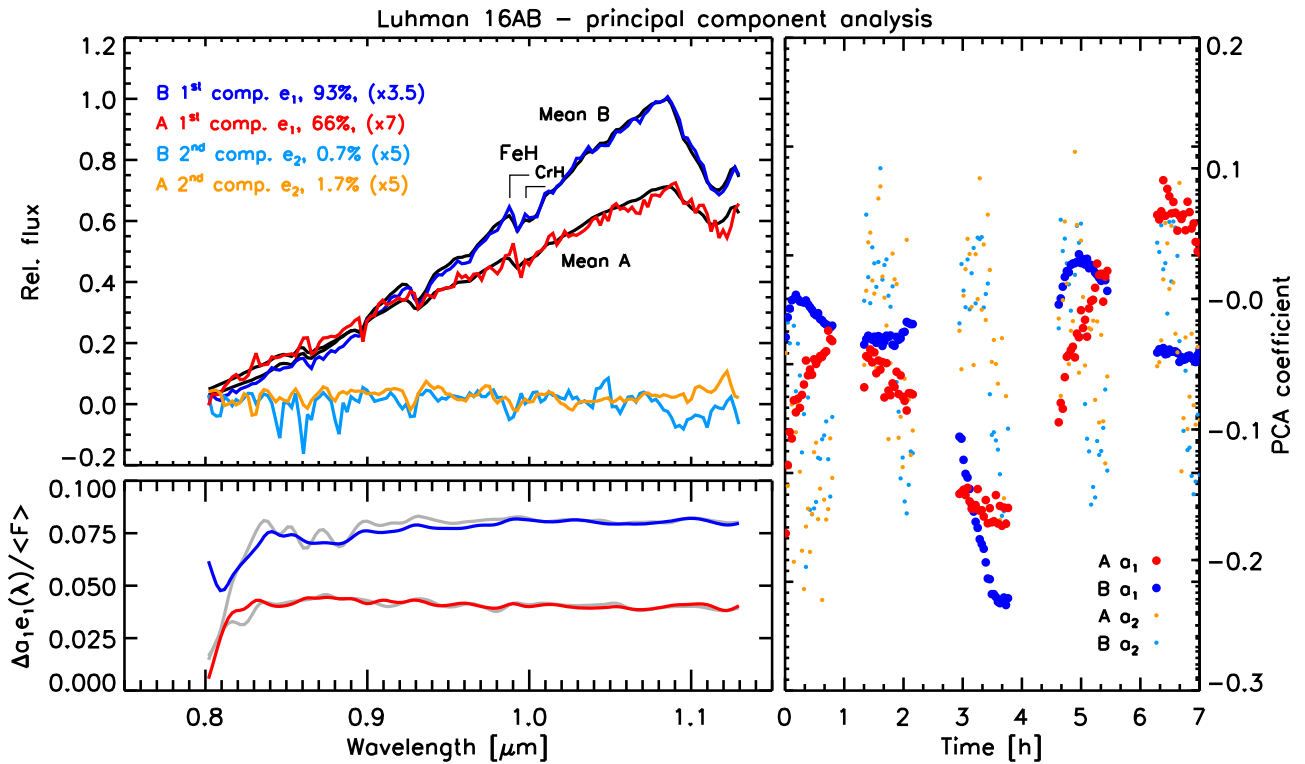 Luhman 16AB – principal component analysis
1.2
1.0
0.8
0.6
0.4
0.2
0.0
−0.2
Rel. flux
B 1st comp. e1, 93%, (x3.5)
A 1st comp. e1, 66%, (x7)
B 2nd comp. e2, 0.7% (x5)
A 2nd comp. e2, 1.7% (x5)
Mean B
FeH
CrH
Mean A
0.100
0.075
0.050
0.025
0.000
Δa1e1(λ)/<F>
0.8 0.9 1.0 1.1
Wavelength [μm]
0.2
0.1
−0.0
−0.1
−0.2
−0.3
PCA coefficient
A a1
B a1
A a2
B a2
0 1 2 3 4 5 6 7
Time [h]